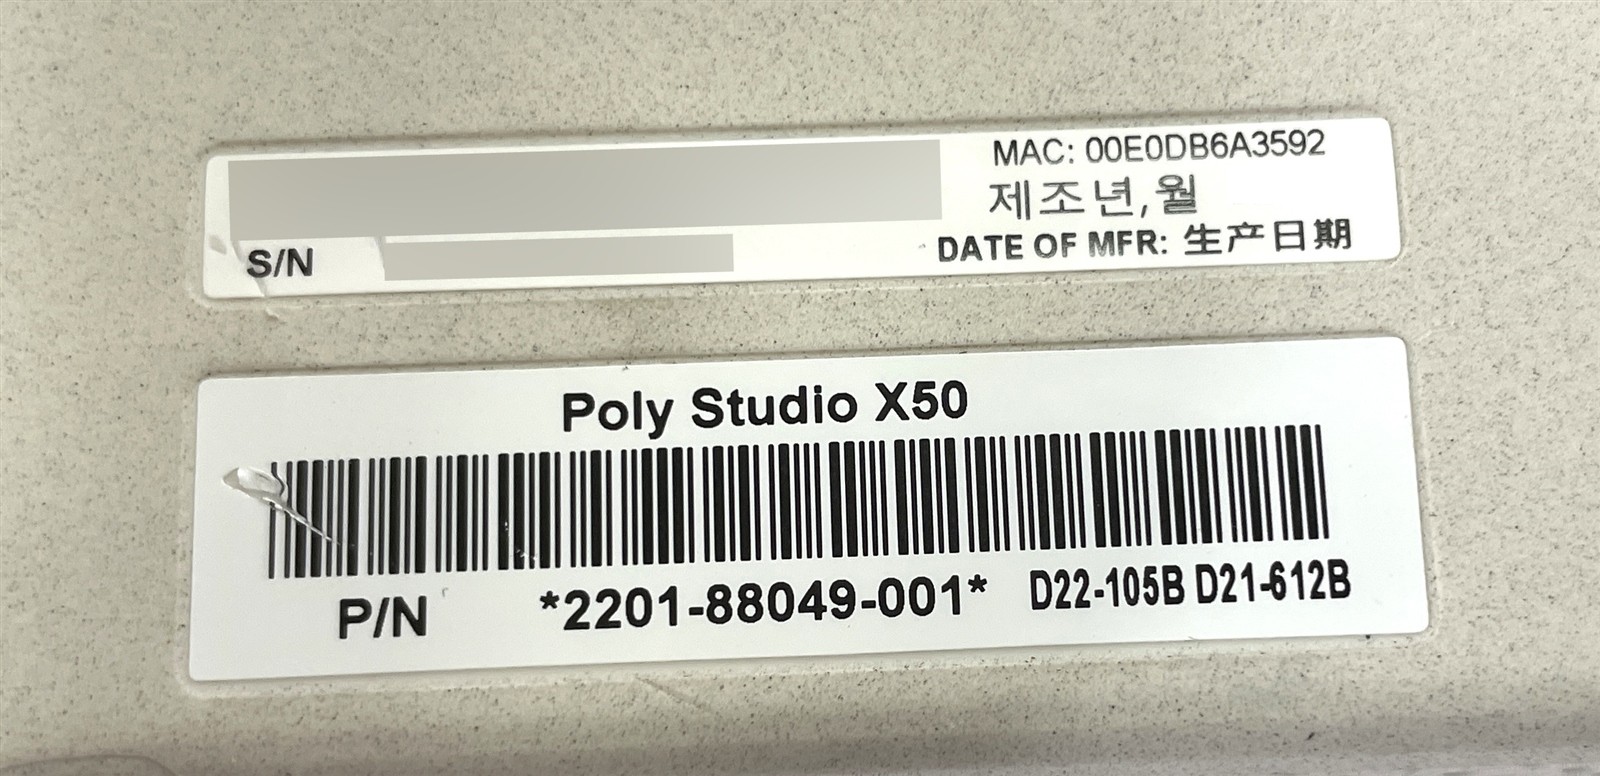 MAC: 00E0DB6A3592
제조년,월
S/N
DATE OF MFR: 生产日期
Poly Studio X50
P/N *2201-88049-001* D22-105B D21-612B